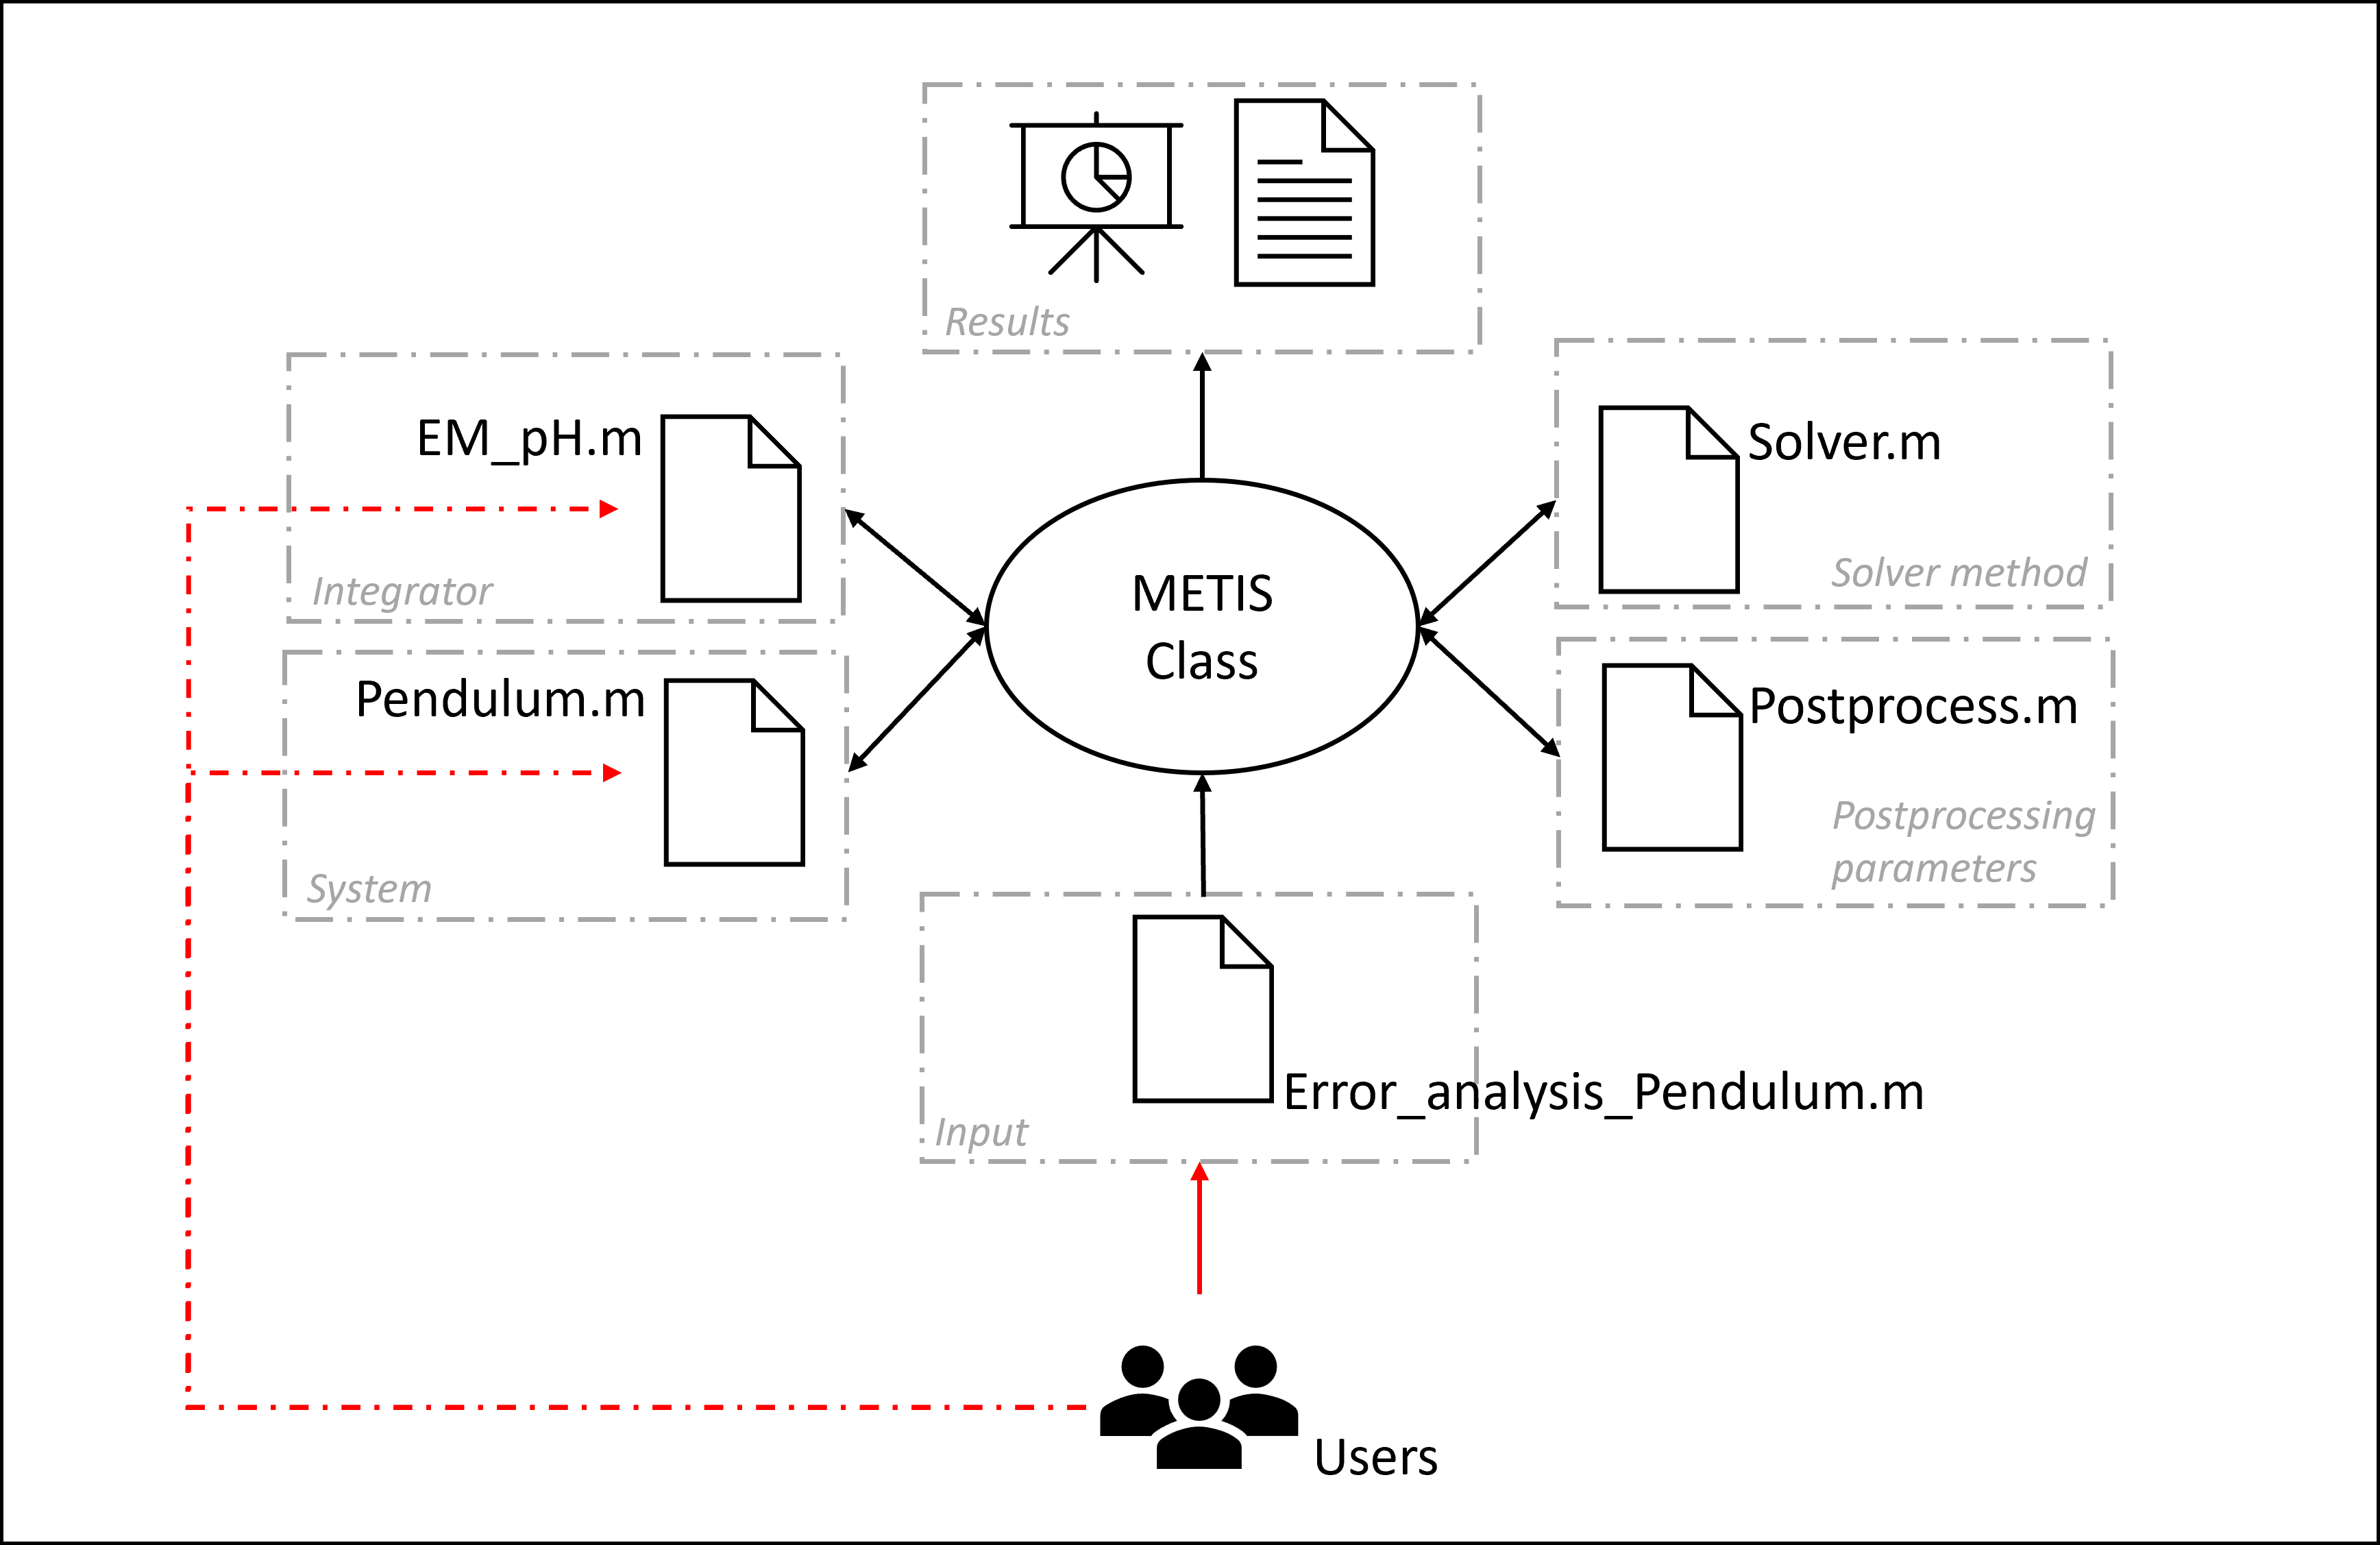 Results
EM_pH.m
Integrator
Solver.m
Solver method
METIS
Class
Pendulum.m
System
Postprocess.m
Postprocessing
parameters
Error_analysis_Pendulum.m
Input
Users